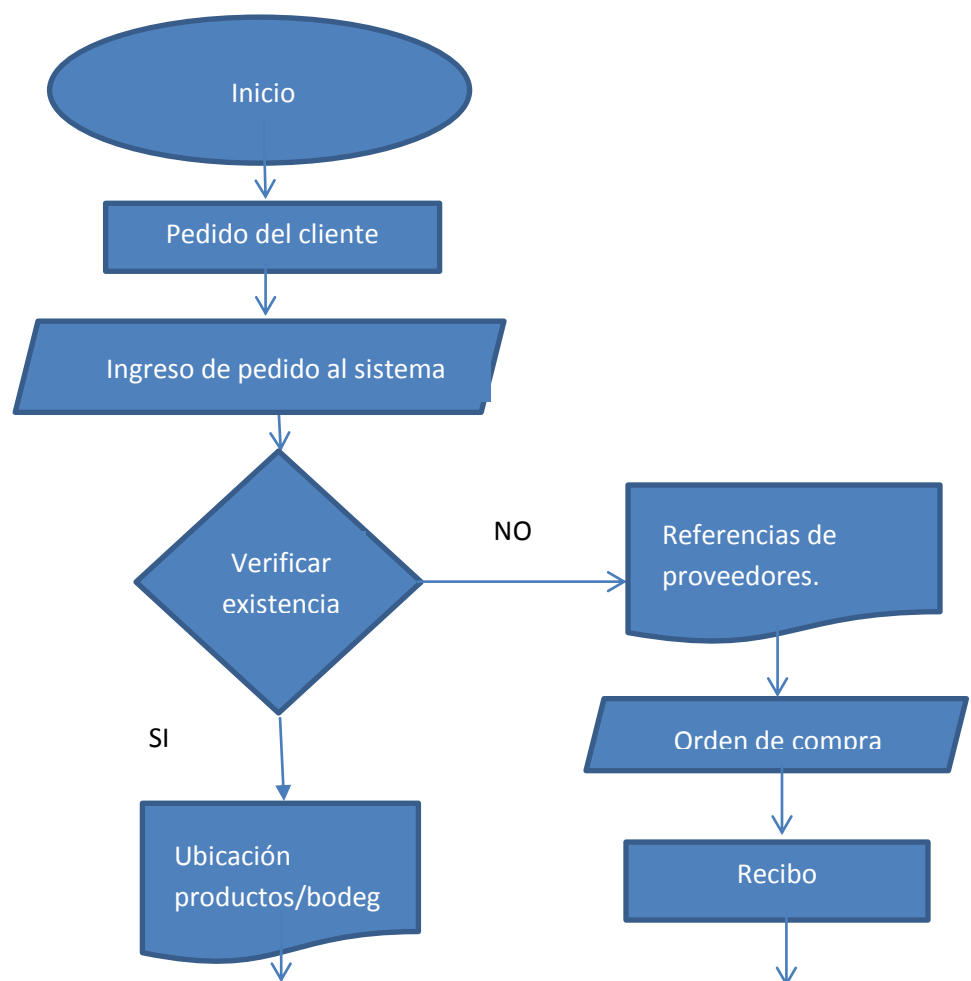 Inicio
Pedido del cliente
Ingreso de pedido al sistema
Verificar
existencia
NO
Referencias de
proveedores.
SI
Orden de compra
Ubicación
productos/bodeg
Recibo